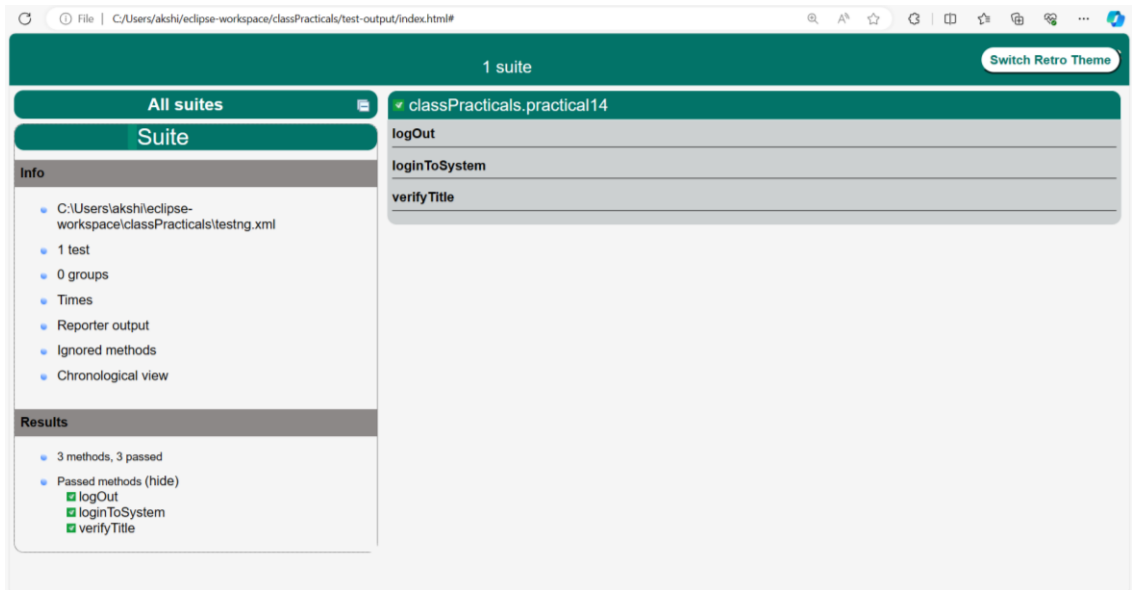 File | C:/Users/akshi/eclipse-workspace/classPracticals/test-output/index.html#
1 suite
Switch Retro Theme
All suites
Suite
Info
C:\Users\akshi\eclipse-
workspace\classPracticals\testng.xml
1 test
0 groups
Times
Reporter output
Ignored methods
Chronological view
Results
3 methods, 3 passed
Passed methods (hide)
logOut
loginToSystem
verifyTitle
classPracticals.practical14
logOut
loginToSystem
verifyTitle